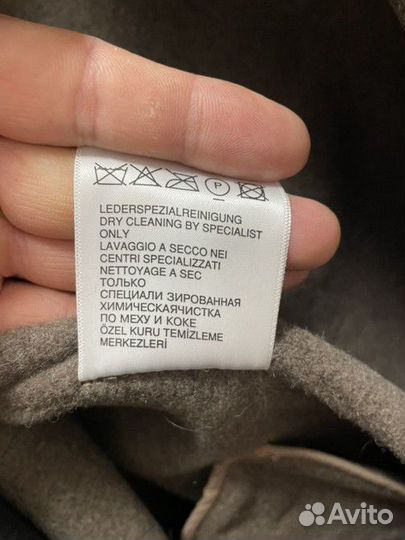 P
LEDERSPEZIALREINIGUNG
DRY CLEANING BY SPECIALIST
ONLY
LAVAGGIO A SECCO NEI
CENTRI SPECIALIZZATI
NETTOYAGE A SEC
ТОЛЬКО
СПЕЦИАЛИ ЗИРОВАННАЯ
ХИМИЧЕСКАЯЧИСТКА
ПО МЕХУ И КОКЕ
ÖZEL KURU TEMİZLEME
MERKEZLERİ
Avito